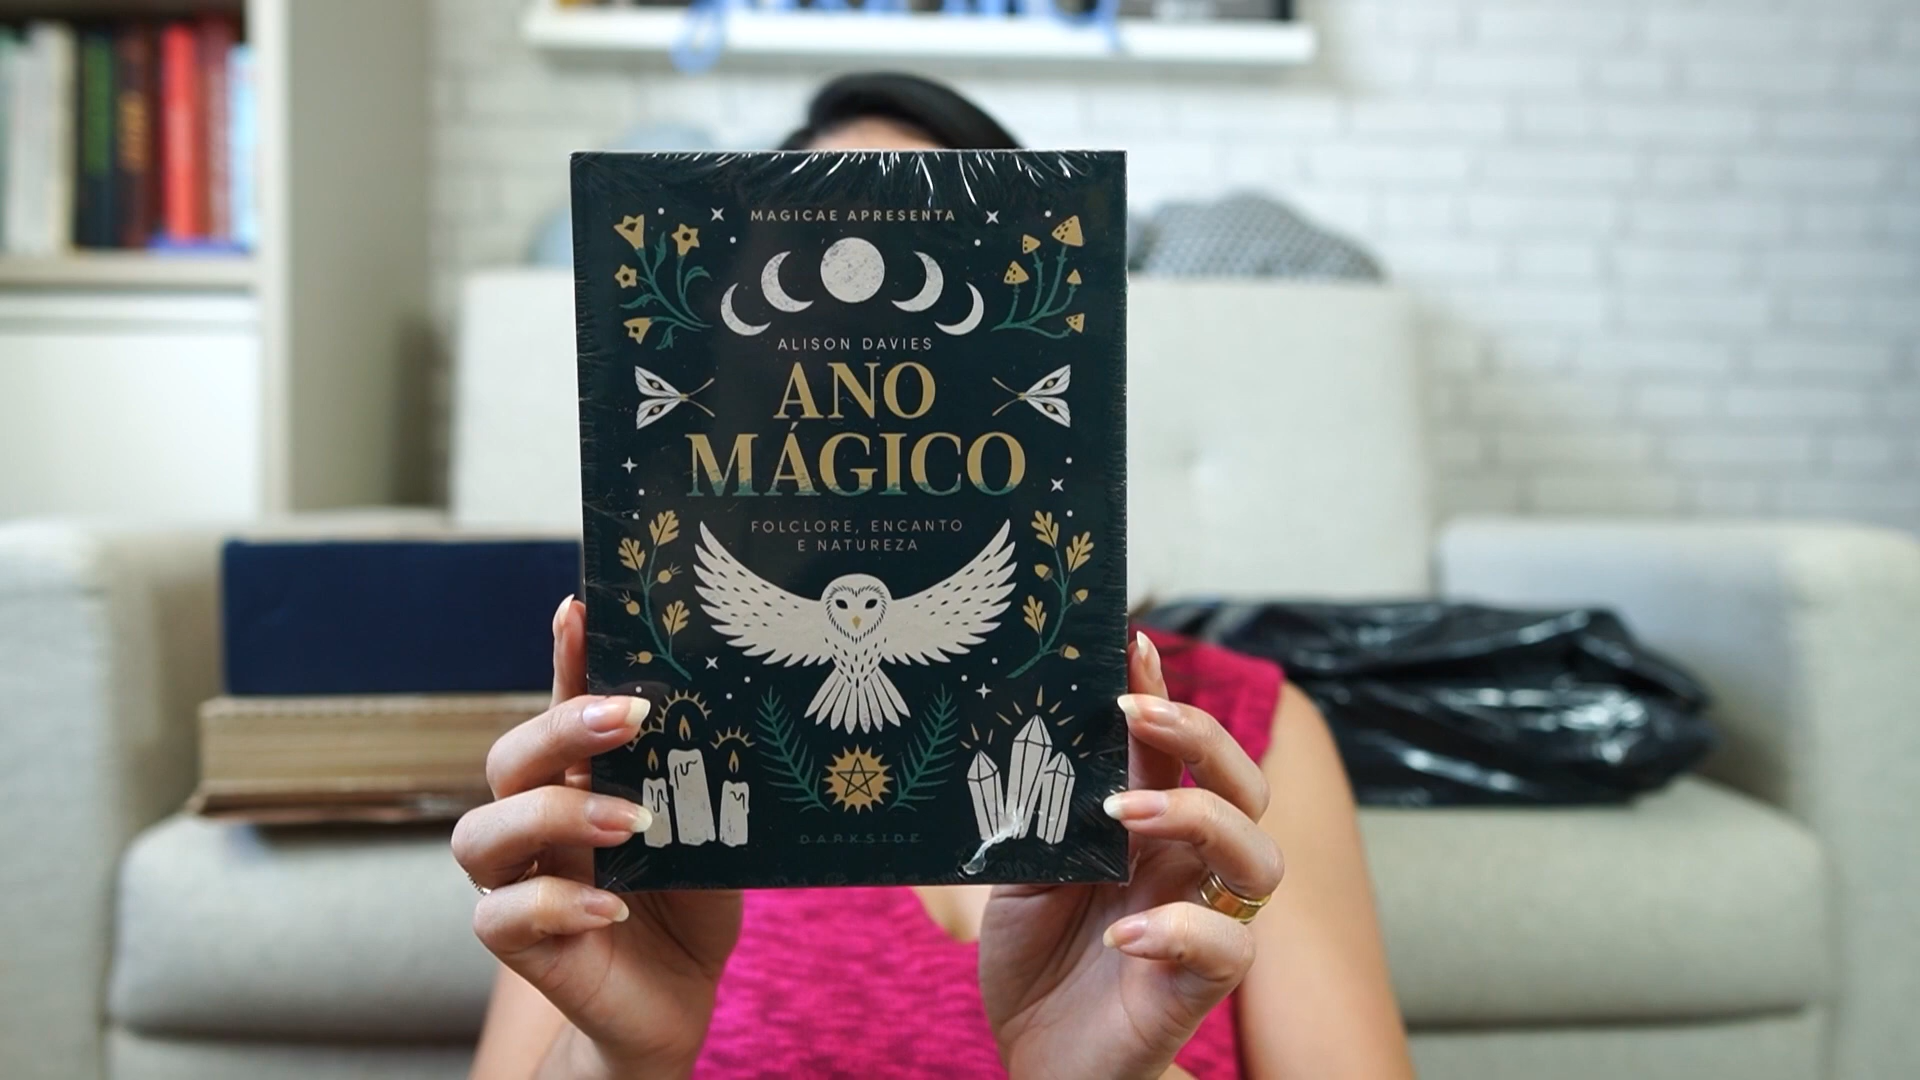 MAGICAE APRESENTA
ALISON DAVIES
ANO
MÁGICO
FOLCLORE, ENCANTO
E NATUREZA
DARKSIDE